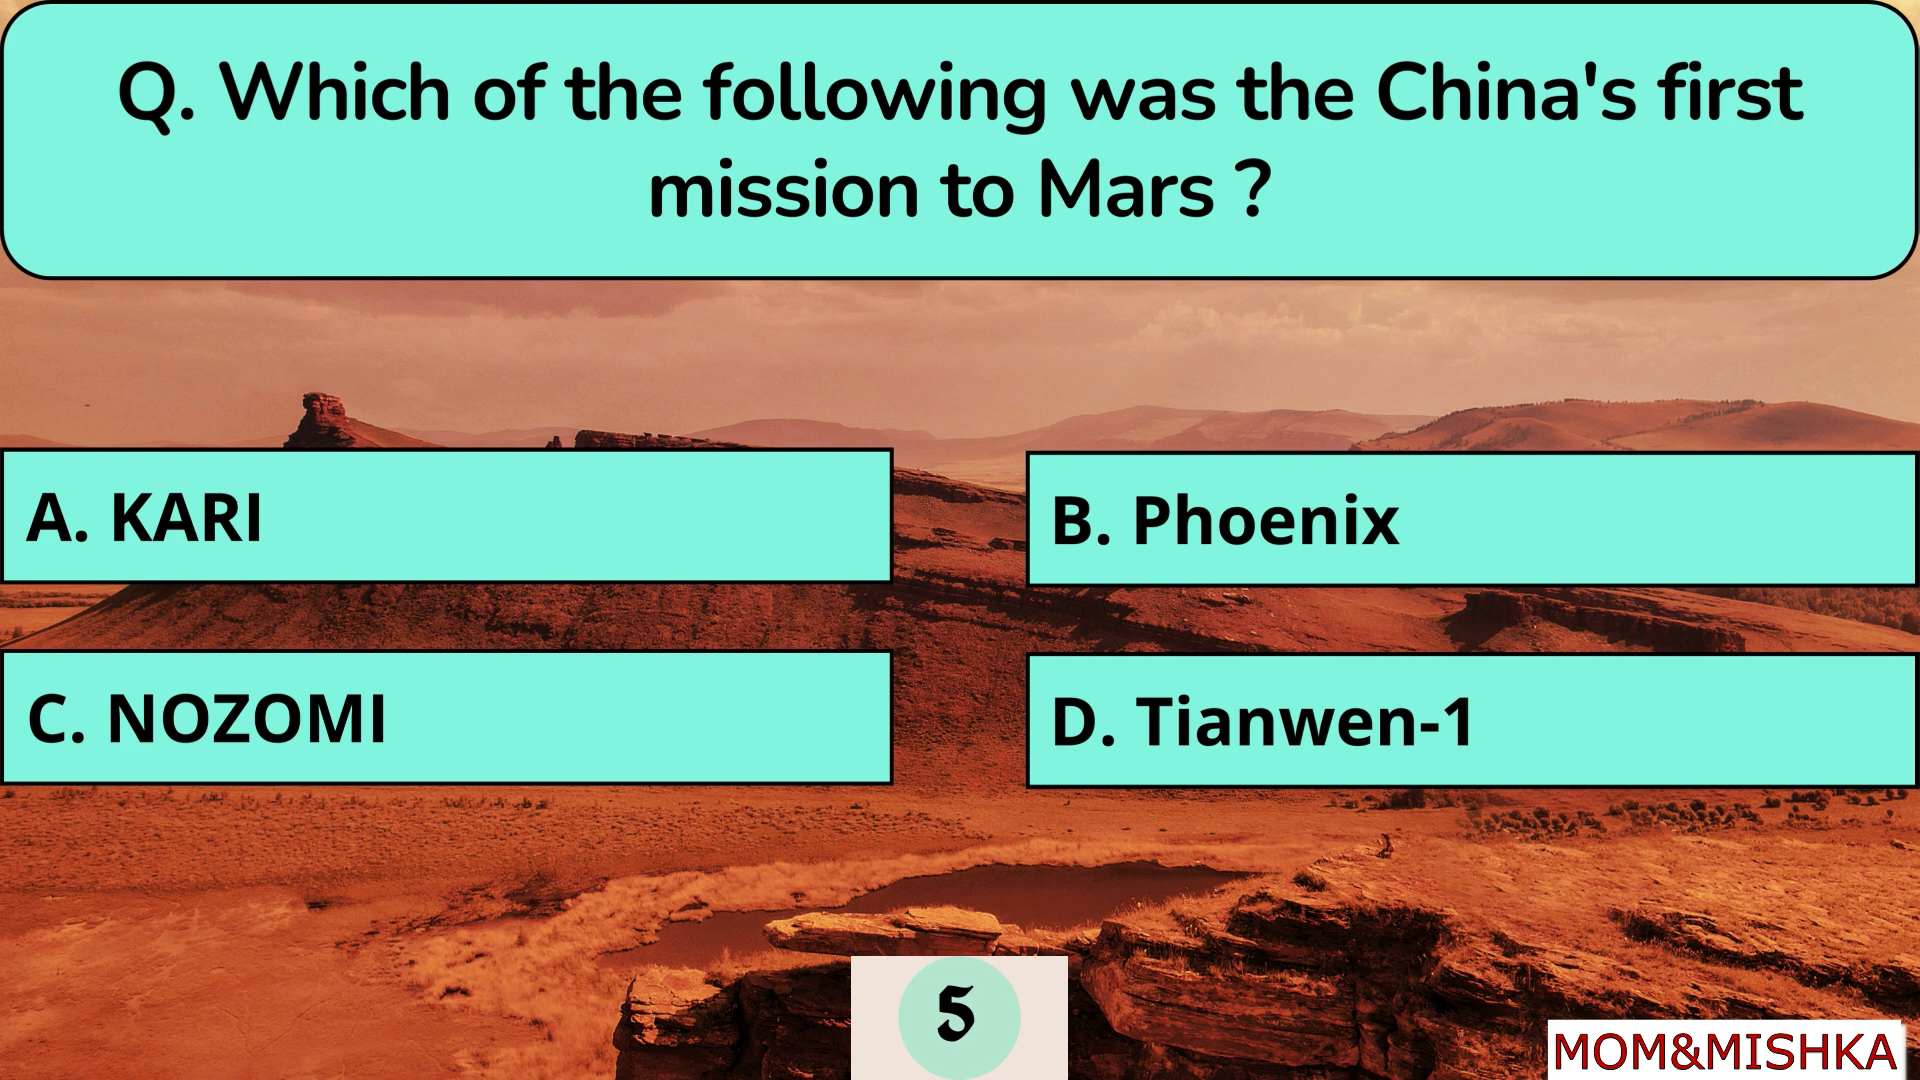 Q. Which of the following was the China's first
mission to Mars ?
A. KARI
B. Phoenix
C. NOZOMI
D. Tianwen-1
5
MOM&MISHKA